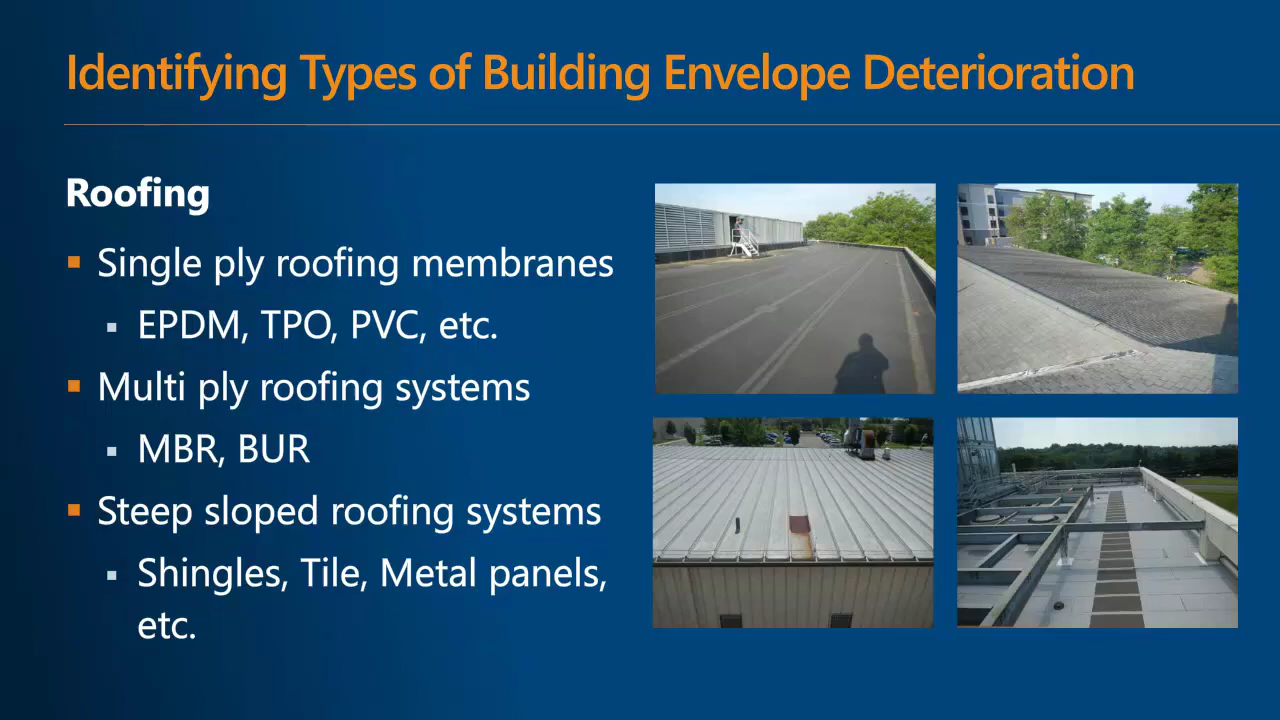 Identifying Types of Building Envelope Deterioration
Roofing
Single ply roofing membranes
EPDM, TPO, PVC, etc.
Multi ply roofing systems
MBR, BUR
Steep sloped roofing systems
Shingles, Tile, Metal panels,
etc.